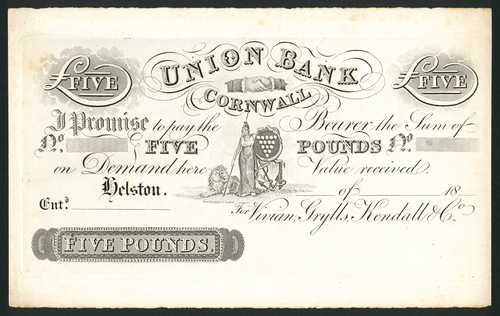 £FIVE UNION BANK £FIVE
CORNWALL
I Promise to pay the Bearer the Sum of
No. FIVE POUNDS No.
on Demand here Value received.
Helston. of 18
Entd. For Vivian, Grylls, Kendall & Co.
FIVE POUNDS.